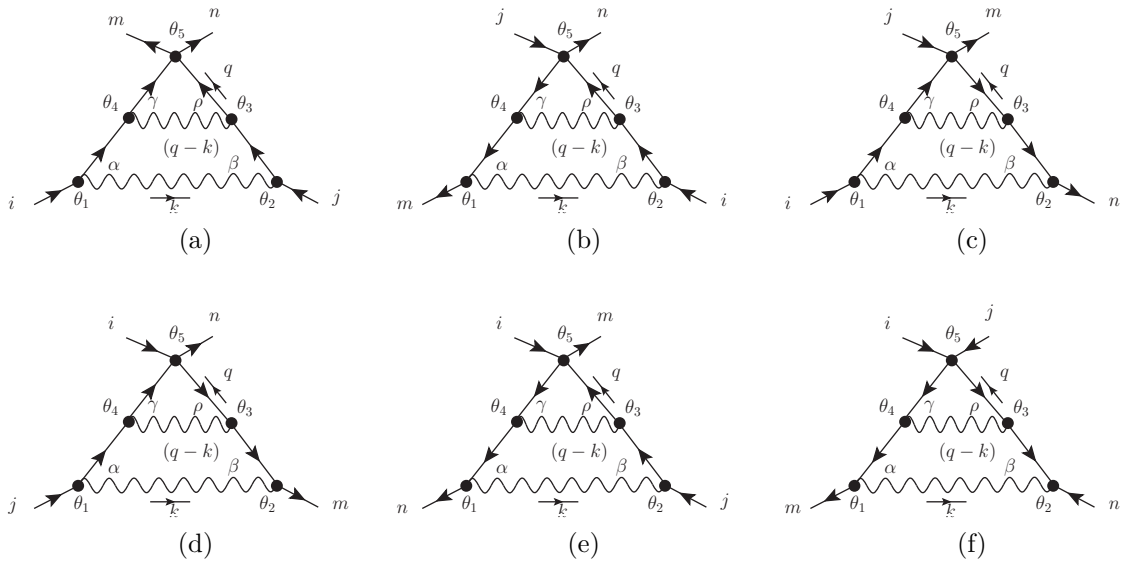 m n j n j m
θ₅ θ₅ θ₅
q q q
θ₄ γ ρ θ₃ θ₄ γ ρ θ₃ θ₄ γ ρ θ₃
(q − k) (q − k) (q − k)
α β α β α β
i θ₁ k θ₂ j m θ₁ k θ₂ i i θ₁ k θ₂ n
(a) (b) (c)
i n i m i j
θ₅ θ₅ θ₅
q q q
θ₄ γ ρ θ₃ θ₄ γ ρ θ₃ θ₄ γ ρ θ₃
(q − k) (q − k) (q − k)
α β α β α β
j θ₁ k θ₂ m n θ₁ k θ₂ j m θ₁ k θ₂ n
(d) (e) (f)